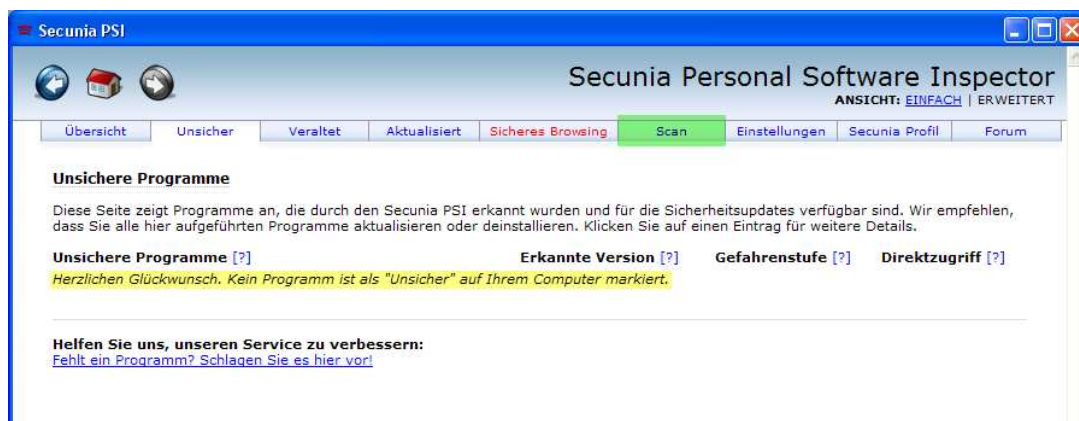 Secunia PSI
Secunia Personal Software Inspector
ANSICHT: EINFACH | ERWEITERT
Übersicht Unsicher Veraltet Aktualisiert Sicheres Browsing Scan Einstellungen Secunia Profil Forum
Unsichere Programme
Diese Seite zeigt Programme an, die durch den Secunia PSI erkannt wurden und für die Sicherheitsupdates verfügbar sind. Wir empfehlen,
dass Sie alle hier aufgeführten Programme aktualisieren oder deinstallieren. Klicken Sie auf einen Eintrag für weitere Details.
Unsichere Programme [?] Erkannte Version [?] Gefahrenstufe [?] Direktzugriff [?]
Herzlichen Glückwunsch. Kein Programm ist als "Unsicher" auf Ihrem Computer markiert.
Helfen Sie uns, unseren Service zu verbessern:
Fehlt ein Programm? Schlagen Sie es hier vor!